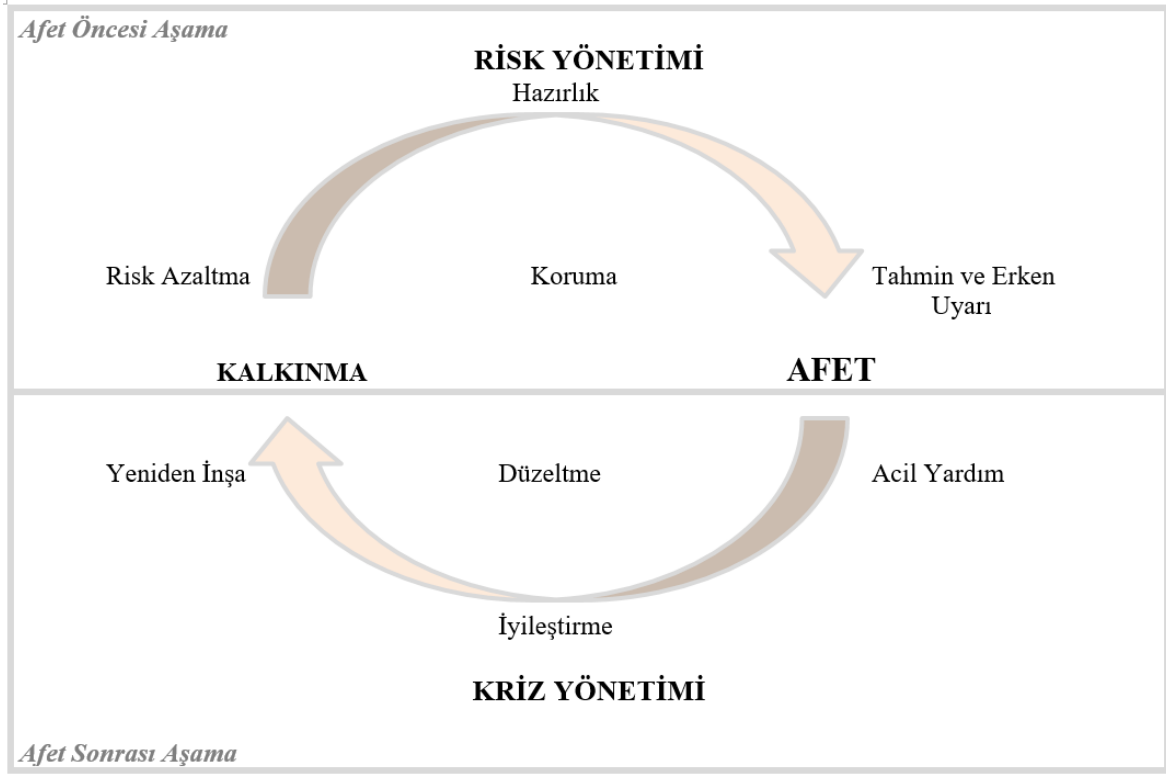 Afet Öncesi Aşama
RİSK YÖNETİMİ
Hazırlık
Risk Azaltma
Koruma
Tahmin ve Erken
Uyarı
KALKINMA
AFET
Yeniden İnşa
Düzeltme
Acil Yardım
İyileştirme
KRİZ YÖNETİMİ
Afet Sonrası Aşama